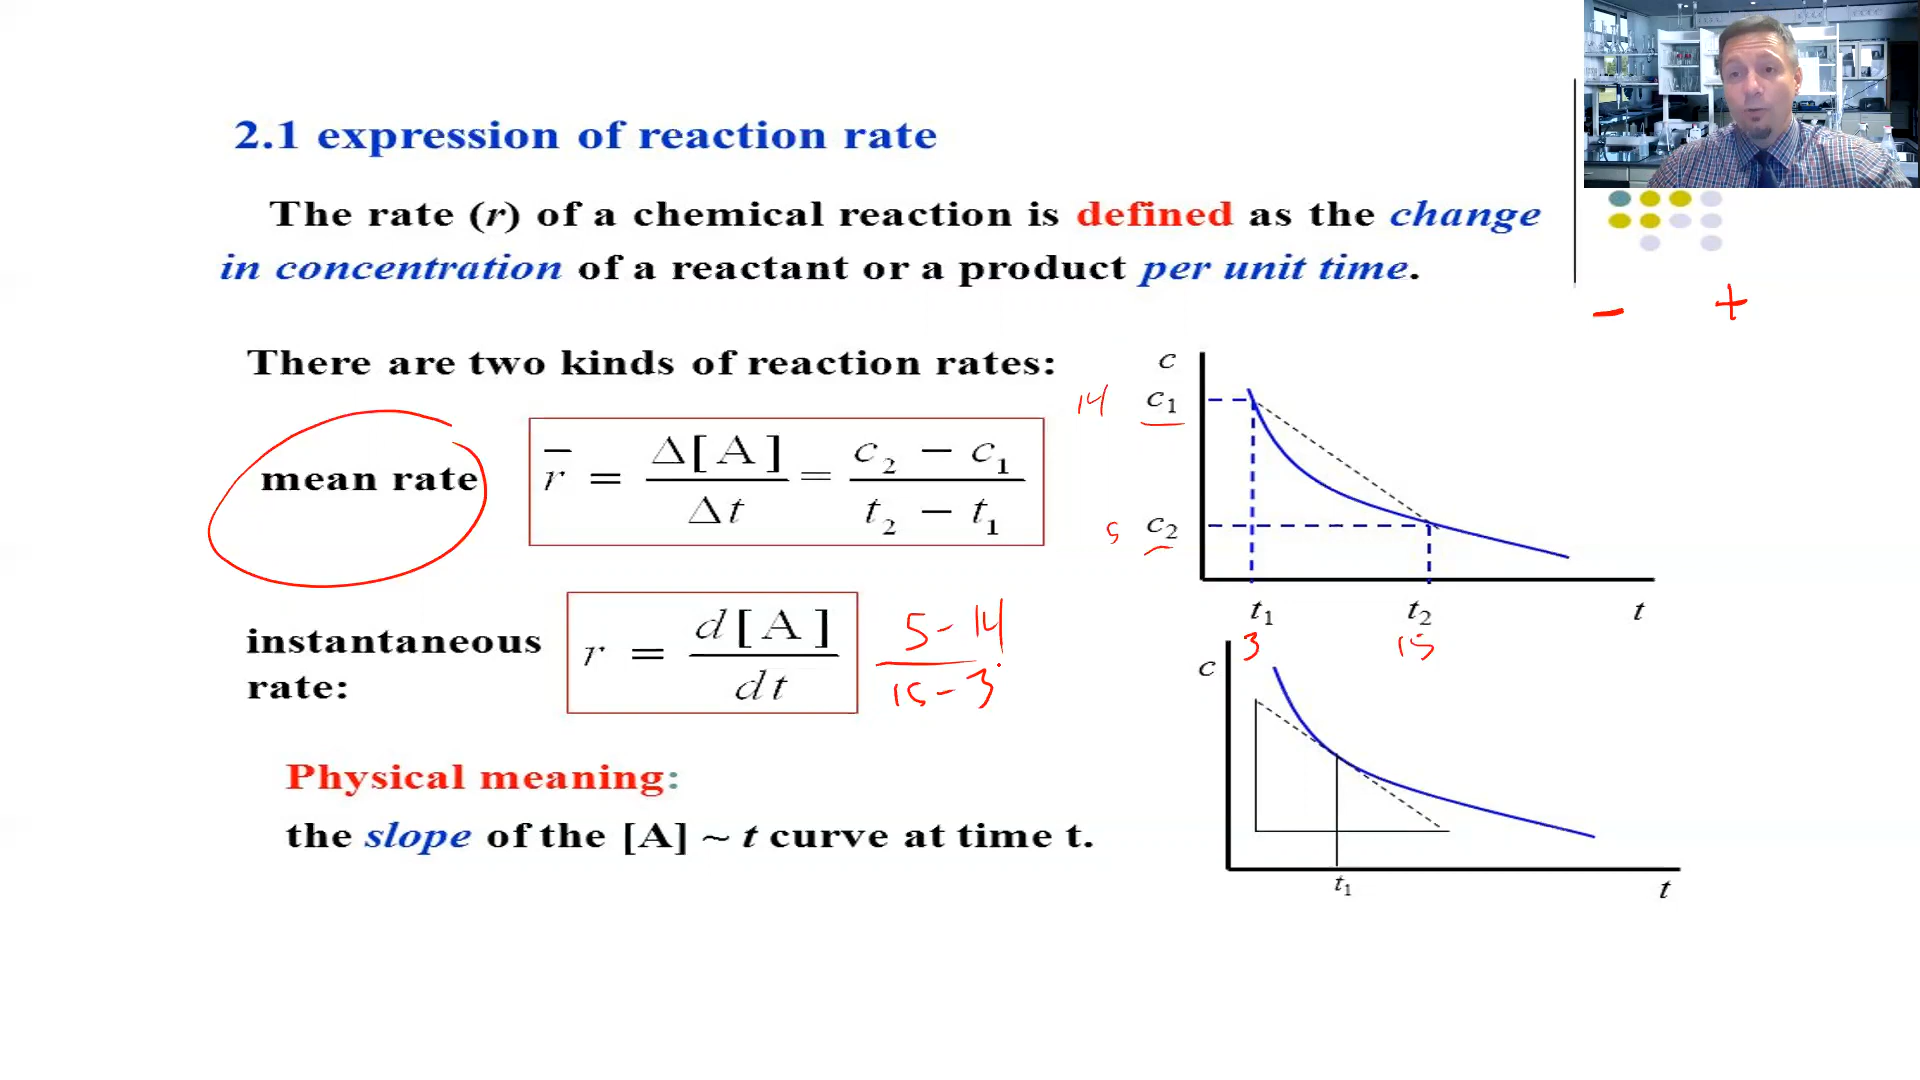 2.1 expression of reaction rate
The rate (r) of a chemical reaction is defined as the change
in concentration of a reactant or a product per unit time.
- +
There are two kinds of reaction rates:
mean rate
r̅ = Δ[A]/Δt = (c₂ − c₁)/(t₂ − t₁)
c
14 c₁
5 c₂
t₁ t₂ t
3 15
instantaneous
rate:
r = d[A]/dt
5 - 14
15 - 3
c
t₁
t
Physical meaning:
the slope of the [A] ~ t curve at time t.